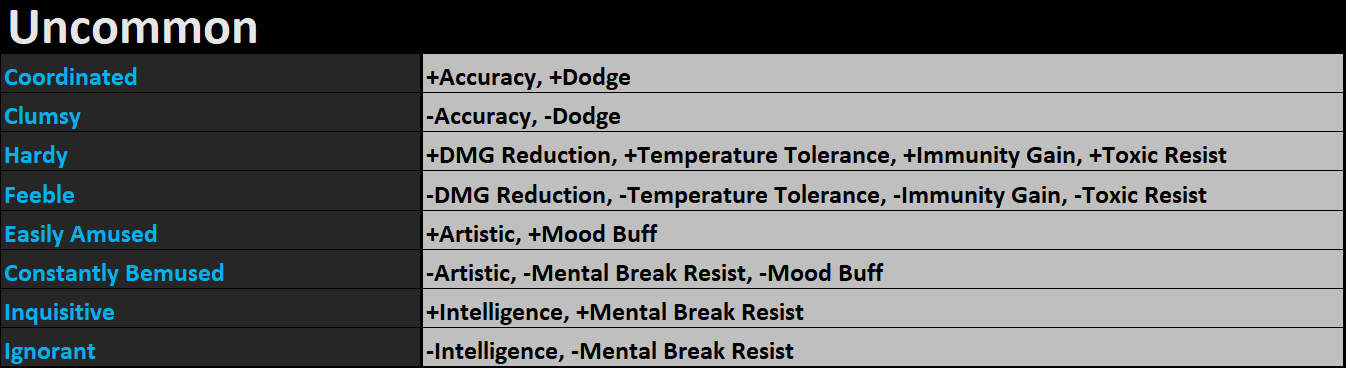 Uncommon
Coordinated +Accuracy, +Dodge
Clumsy -Accuracy, -Dodge
Hardy +DMG Reduction, +Temperature Tolerance, +Immunity Gain, +Toxic Resist
Feeble -DMG Reduction, -Temperature Tolerance, -Immunity Gain, -Toxic Resist
Easily Amused +Artistic, +Mood Buff
Constantly Bemused -Artistic, -Mental Break Resist, -Mood Buff
Inquisitive +Intelligence, +Mental Break Resist
Ignorant -Intelligence, -Mental Break Resist